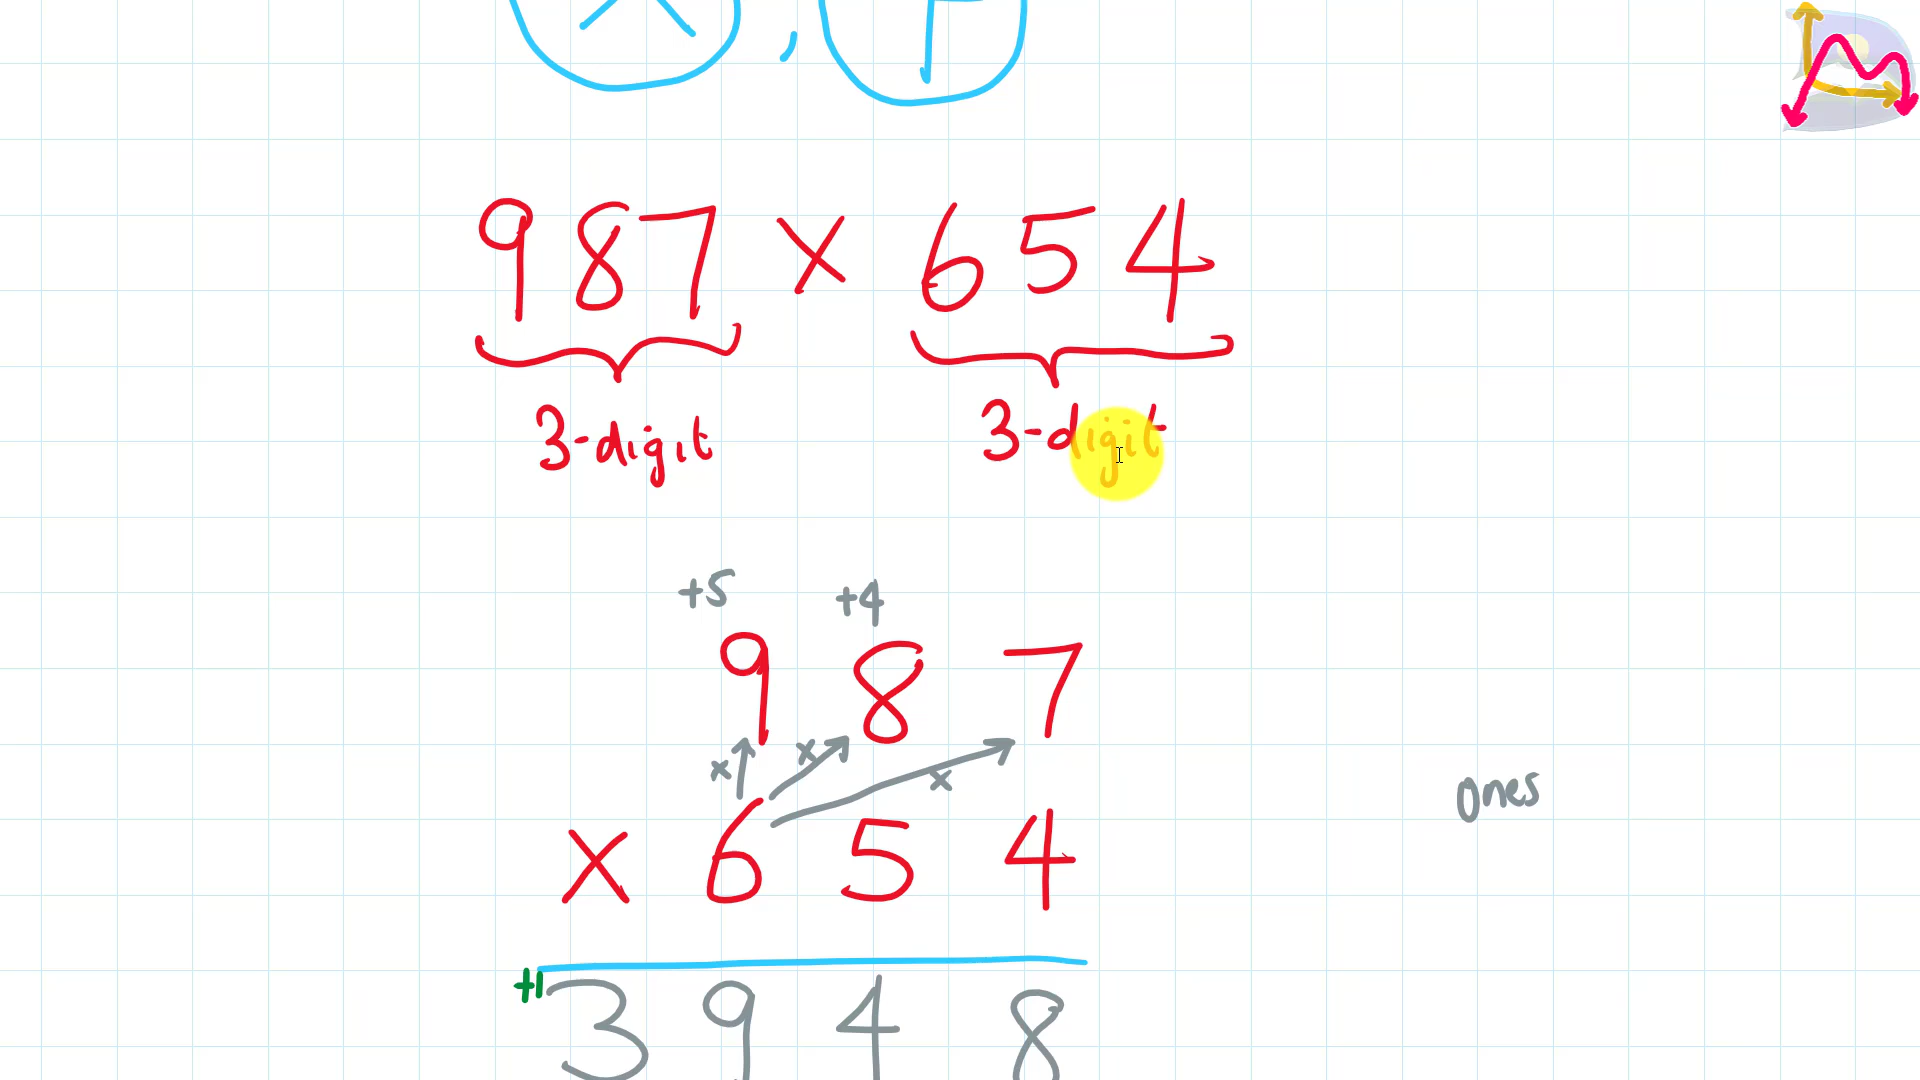 987 × 654
3-digit 3-digit
+5 +4
9 8 7
× × ×
ones
× 6 5 4
+1
3 9 4 8